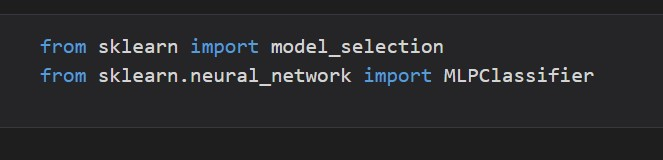 from sklearn import model_selection
from sklearn.neural_network import MLPClassifier